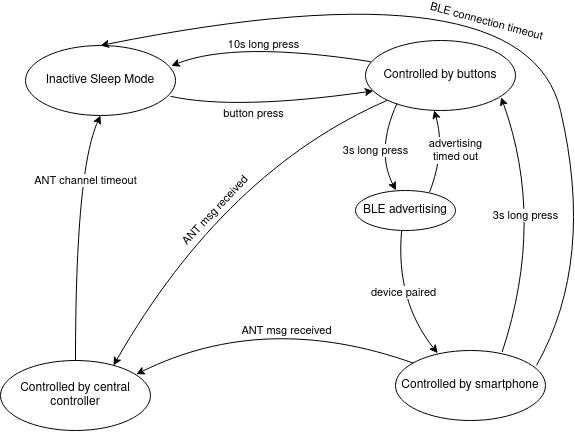 BLE connection timeout
10s long press
Inactive Sleep Mode
Controlled by buttons
button press
3s long press
advertising
timed out
ANT channel timeout
ANT msg received
BLE advertising
3s long press
device paired
ANT msg received
Controlled by central
controller
Controlled by smartphone